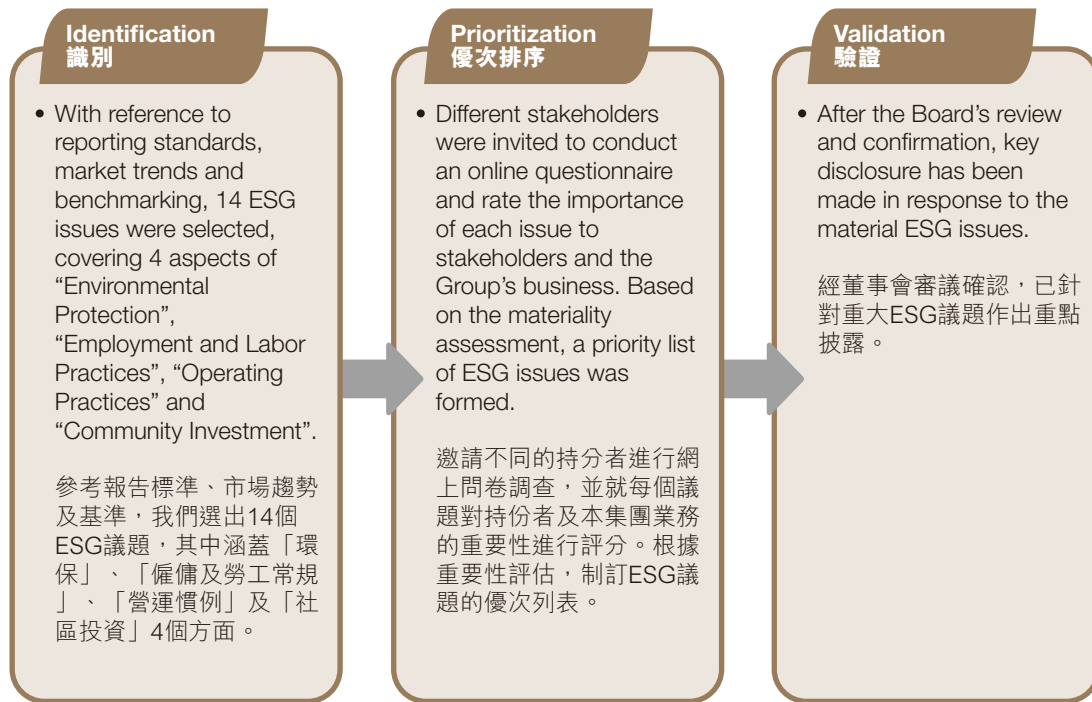 Identification
識別
• With reference to
reporting standards,
market trends and
benchmarking, 14 ESG
issues were selected,
covering 4 aspects of
“Environmental
Protection”,
“Employment and Labor
Practices”, “Operating
Practices” and
“Community Investment”.
參考報告標準、市場趨勢
及基準，我們選出14個
ESG議題，其中涵蓋「環
保」、「僱傭及勞工常規
」、「營運慣例」及「社
區投資」4個方面。
Prioritization
優次排序
• Different stakeholders
were invited to conduct
an online questionnaire
and rate the importance
of each issue to
stakeholders and the
Group’s business. Based
on the materiality
assessment, a priority list
of ESG issues was
formed.
邀請不同的持分者進行網
上問卷調查，並就每個議
題對持份者及本集團業務
的重要性進行評分。根據
重要性評估，制訂ESG議
題的優次列表。
Validation
驗證
• After the Board’s review
and confirmation, key
disclosure has been
made in response to the
material ESG issues.
經董事會審議確認，已針
對重大ESG議題作出重點
披露。